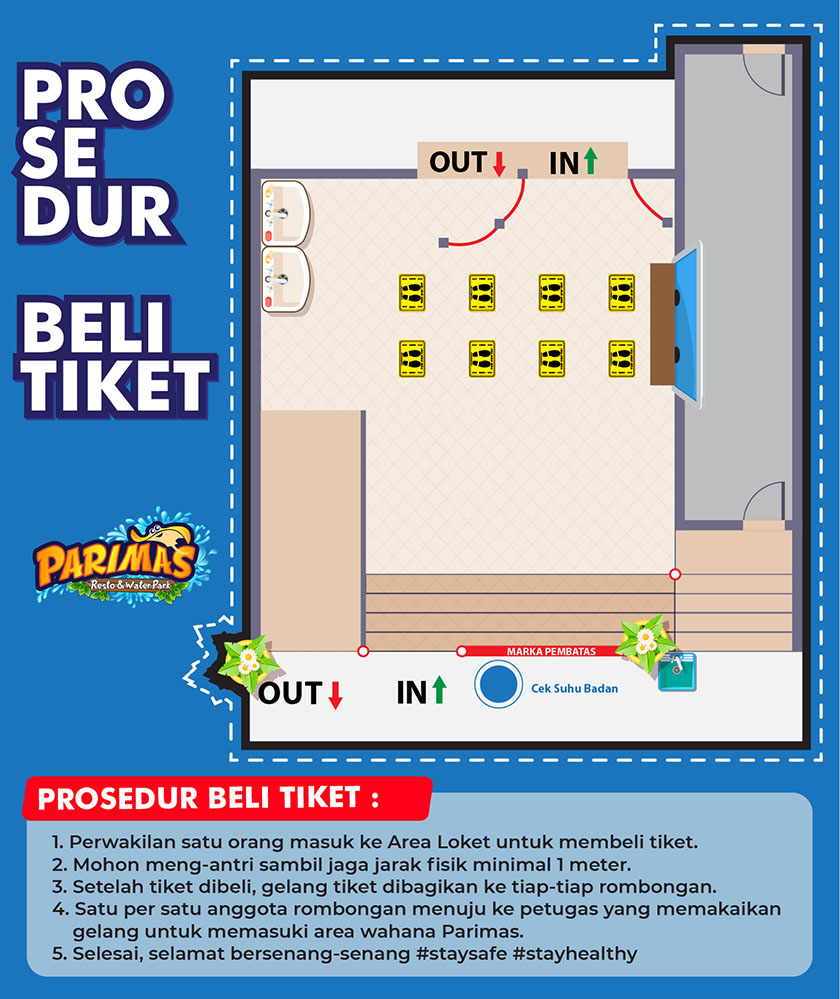 PRO
SE
DUR
BELI
TIKET
PARIMAS
Resto & Water Park
OUT IN
MARKA PEMBATAS
OUT IN
Cek Suhu Badan
PROSEDUR BELI TIKET :
1. Perwakilan satu orang masuk ke Area Loket untuk membeli tiket.
2. Mohon meng-antri sambil jaga jarak fisik minimal 1 meter.
3. Setelah tiket dibeli, gelang tiket dibagikan ke tiap-tiap rombongan.
4. Satu per satu anggota rombongan menuju ke petugas yang memakaikan
gelang untuk memasuki area wahana Parimas.
5. Selesai, selamat bersenang-senang #staysafe #stayhealthy